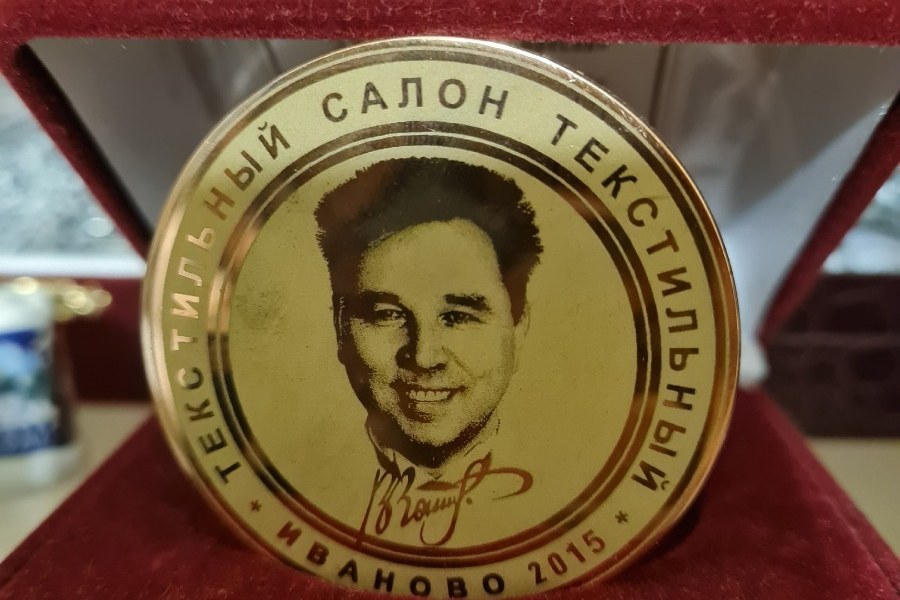 ТЕКСТИЛЬНЫЙ САЛОН ТЕКСТИЛЬНЫЙ
* ИВАНОВО 2015 *